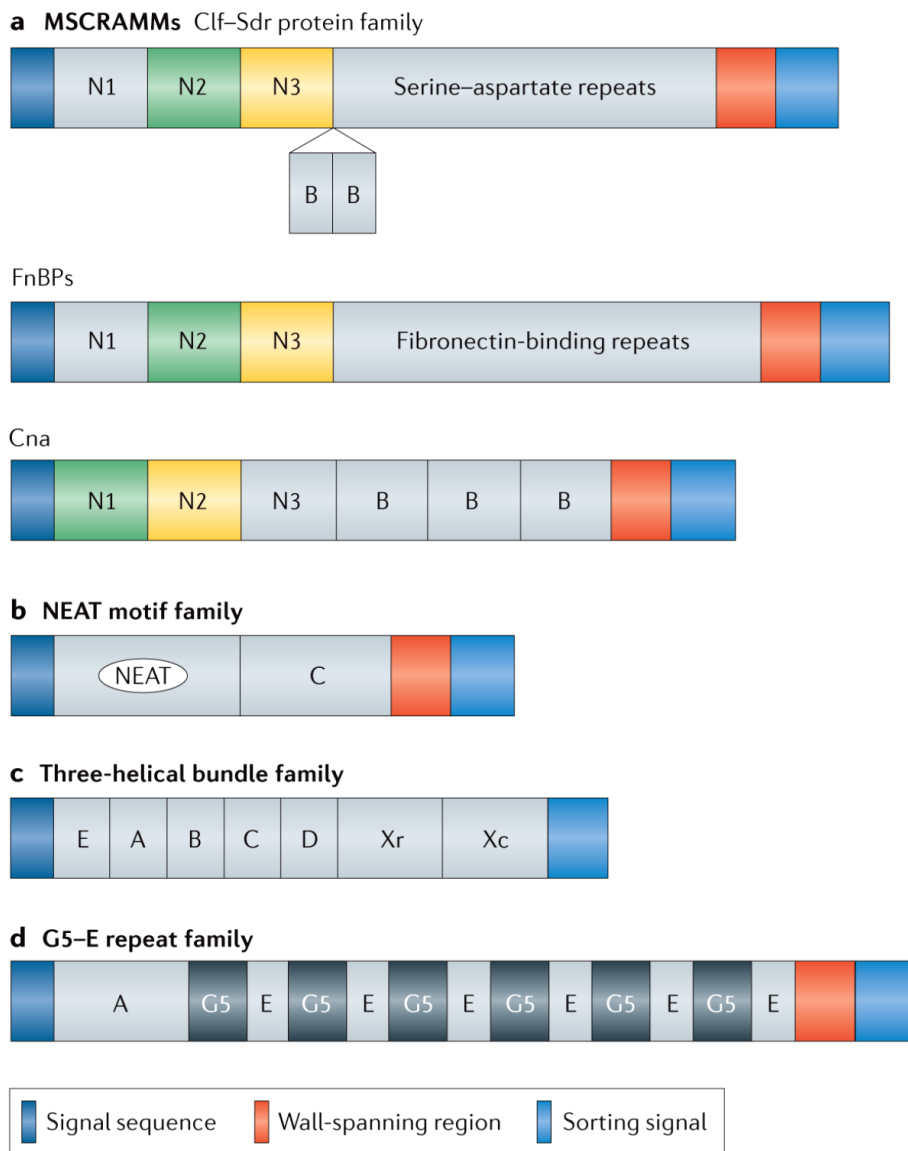 a MSCRAMMs Clf–Sdr protein family
N1 N2 N3 Serine–aspartate repeats
B B
FnBPs
N1 N2 N3 Fibronectin-binding repeats
Cna
N1 N2 N3 B B B
b NEAT motif family
NEAT C
c Three-helical bundle family
E A B C D Xr Xc
d G5–E repeat family
A G5 E G5 E G5 E G5 E G5 E G5 E
Signal sequence Wall-spanning region Sorting signal